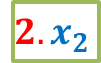 2. x₂